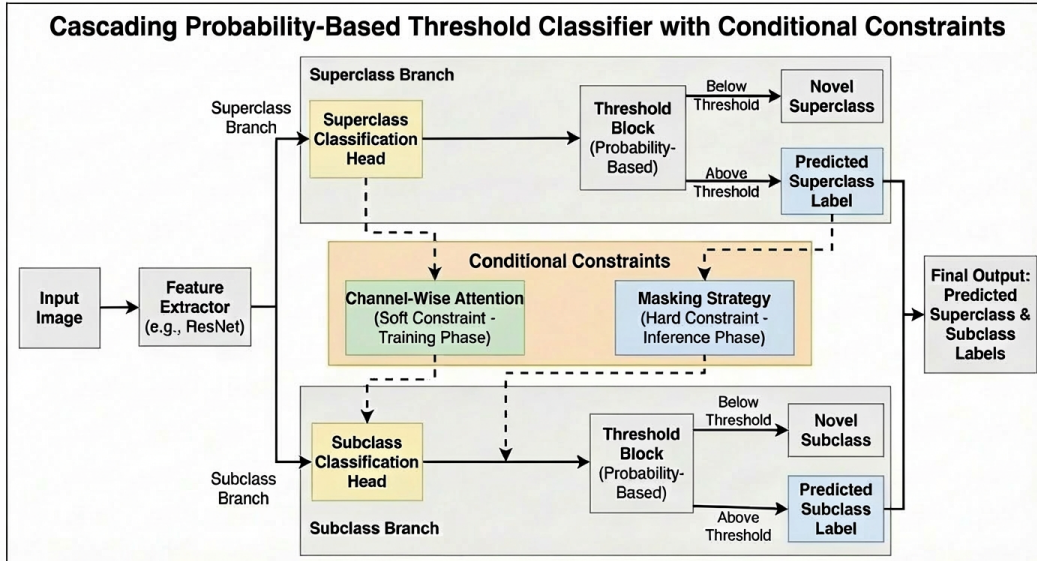 Cascading Probability-Based Threshold Classifier with Conditional Constraints
Superclass Branch
Superclass
Branch
Superclass
Classification
Head
Threshold
Block
(Probability-
Based)
Below
Threshold
Novel
Superclass
Above
Threshold
Predicted
Superclass
Label
Conditional Constraints
Channel-Wise Attention
(Soft Constraint -
Training Phase)
Masking Strategy
(Hard Constraint -
Inference Phase)
Input
Image
Feature
Extractor
(e.g., ResNet)
Final Output:
Predicted
Superclass &
Subclass
Labels
Subclass
Branch
Subclass
Classification
Head
Subclass Branch
Threshold
Block
(Probability-
Based)
Below
Threshold
Novel
Subclass
Above
Threshold
Predicted
Subclass
Label